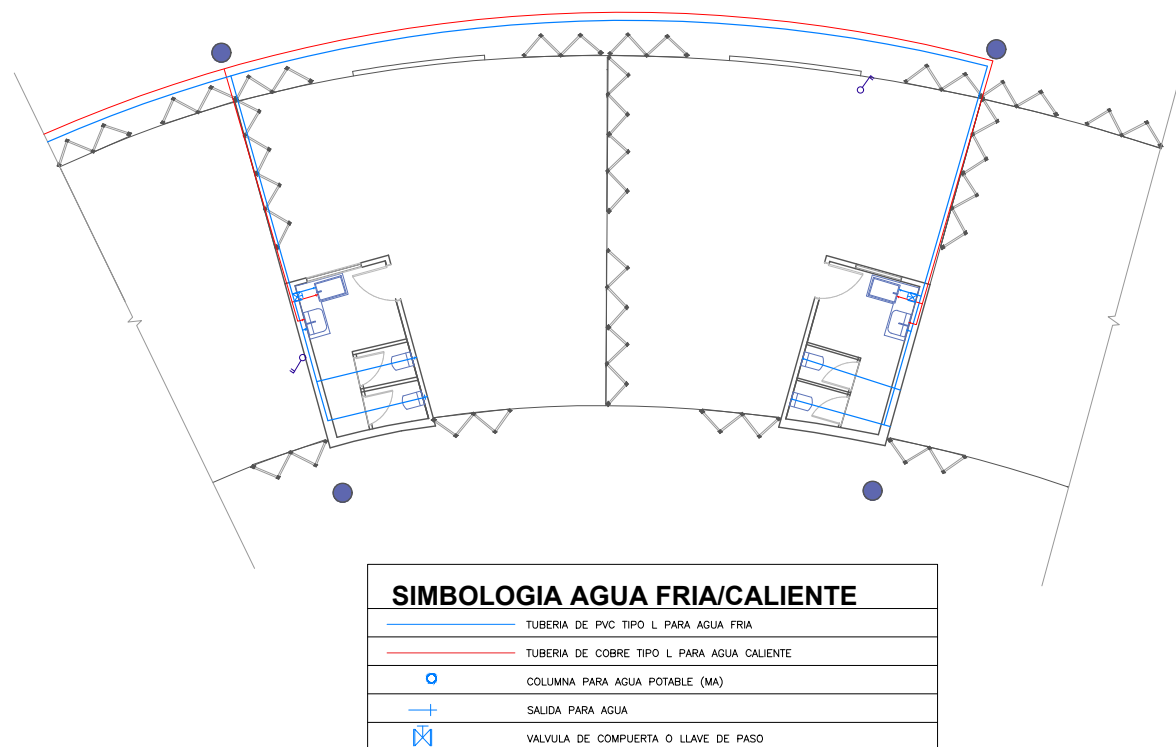 SIMBOLOGIA AGUA FRIA/CALIENTE
TUBERIA DE PVC TIPO L PARA AGUA FRIA
TUBERIA DE COBRE TIPO L PARA AGUA CALIENTE
COLUMNA PARA AGUA POTABLE (MA)
SALIDA PARA AGUA
VALVULA DE COMPUERTA O LLAVE DE PASO